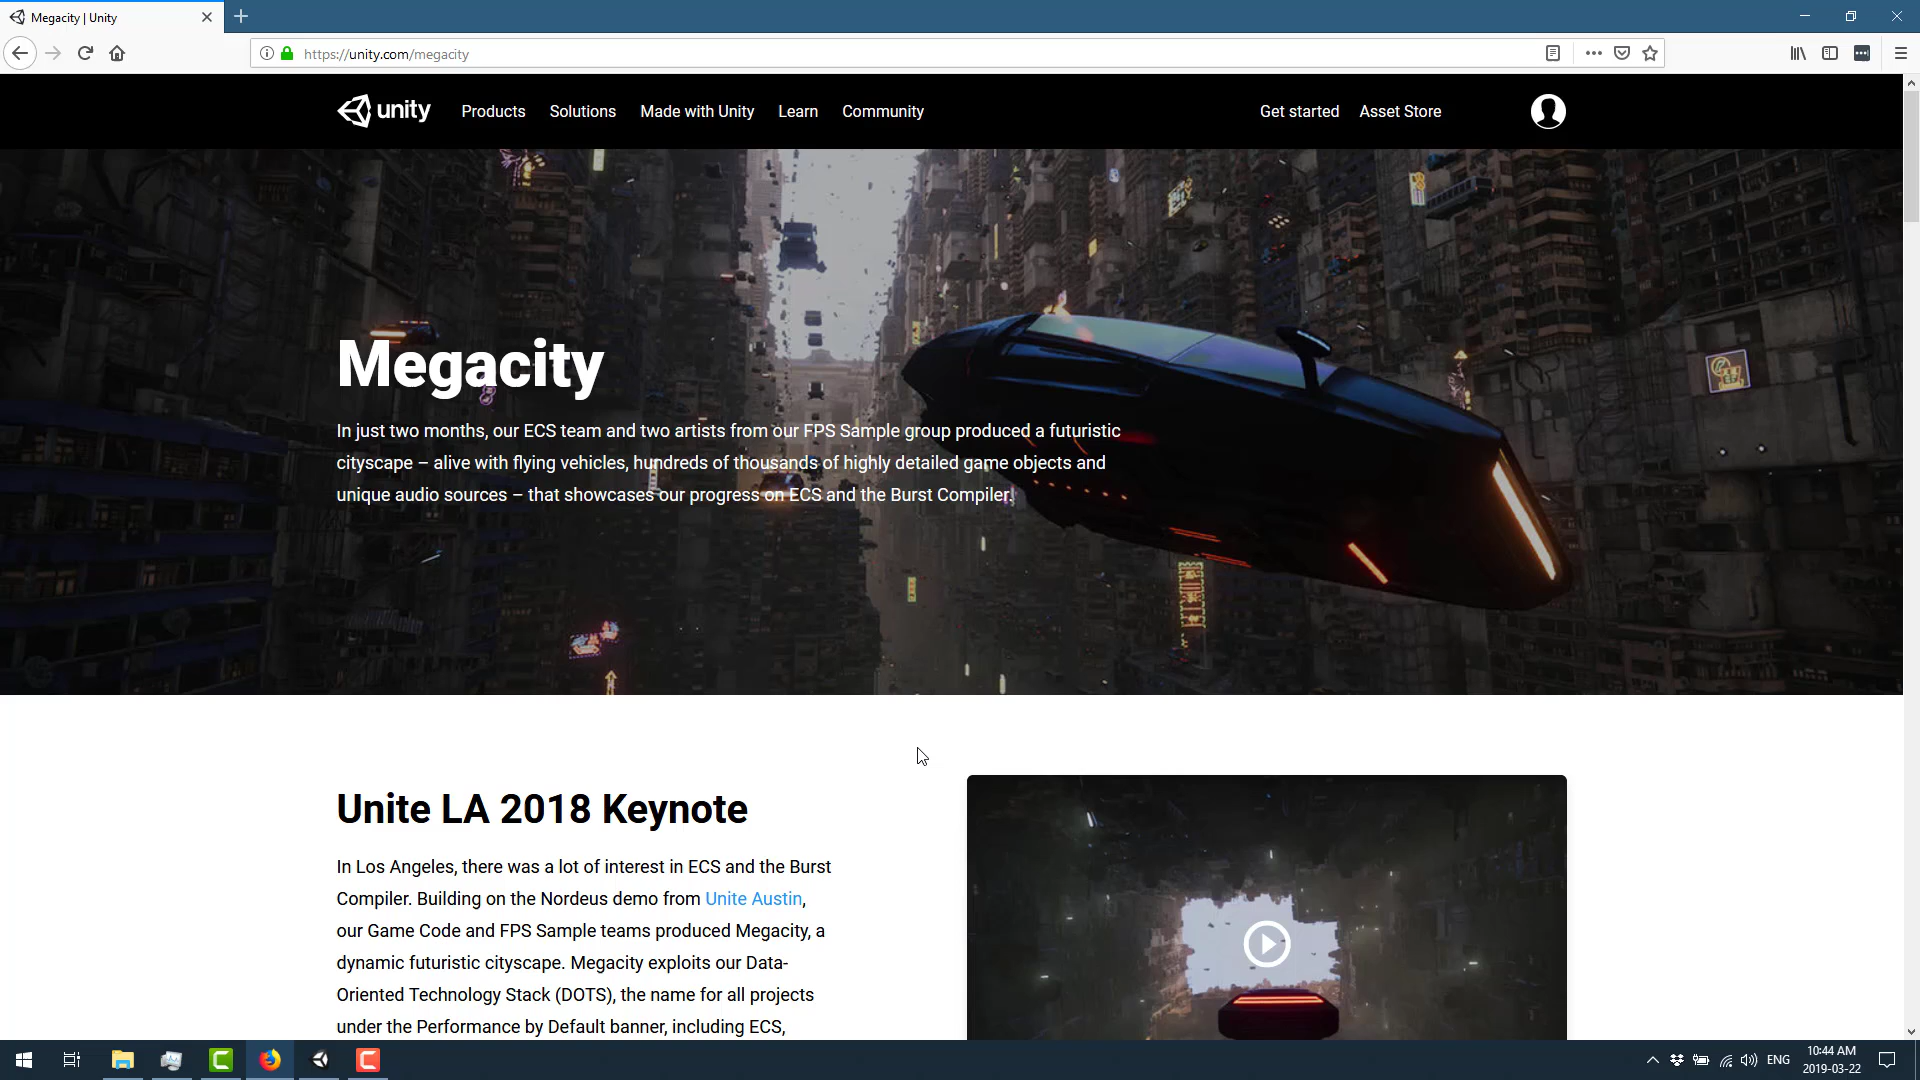 Megacity | Unity
https://unity.com/megacity
unity Products Solutions Made with Unity Learn Community Get started Asset Store
Megacity
In just two months, our ECS team and two artists from our FPS Sample group produced a futuristic
cityscape – alive with flying vehicles, hundreds of thousands of highly detailed game objects and
unique audio sources – that showcases our progress on ECS and the Burst Compiler.
Unite LA 2018 Keynote
In Los Angeles, there was a lot of interest in ECS and the Burst
Compiler. Building on the Nordeus demo from Unite Austin,
our Game Code and FPS Sample teams produced Megacity, a
dynamic futuristic cityscape. Megacity exploits our Data-
Oriented Technology Stack (DOTS), the name for all projects
under the Performance by Default banner, including ECS,
ENG
10:44 AM
2019-03-22